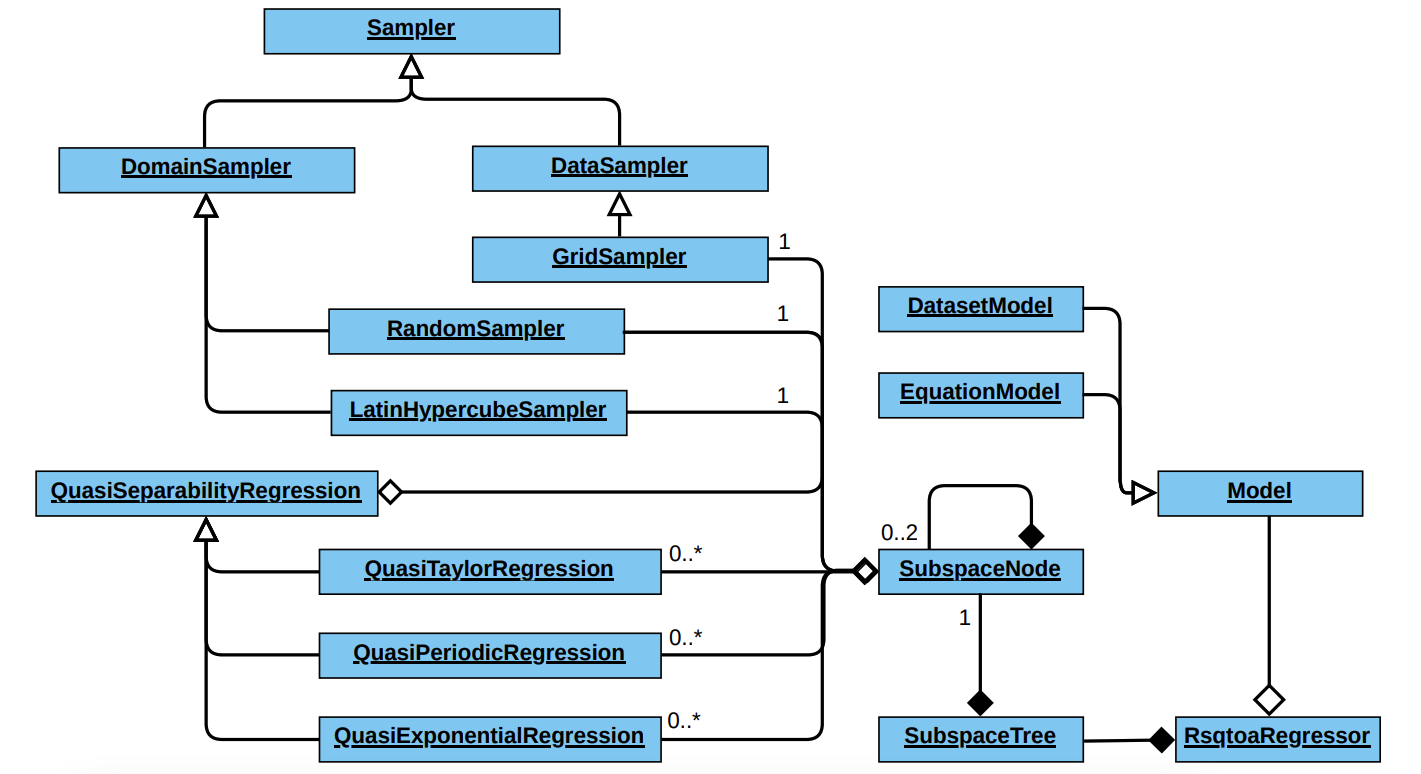 Sampler
DomainSampler
DataSampler
GridSampler
1
RandomSampler
1
LatinHypercubeSampler
1
DatasetModel
EquationModel
QuasiSeparabilityRegression
Model
0..2
SubspaceNode
1
QuasiTaylorRegression
0..*
QuasiPeriodicRegression
0..*
QuasiExponentialRegression
0..*
SubspaceTree
RsqtoaRegressor